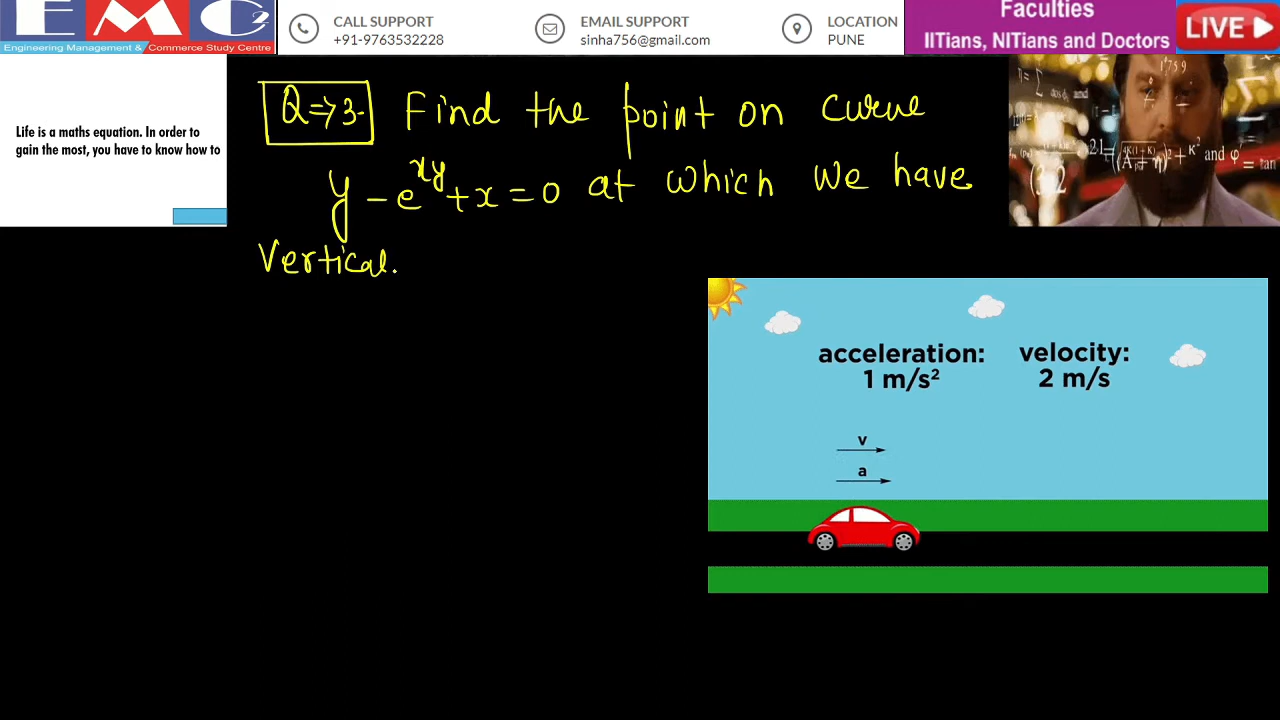 EMC2
Engineering Management & Commerce Study Centre
CALL SUPPORT
+91-9763532228
EMAIL SUPPORT
sinha756@gmail.com
LOCATION
PUNE
Faculties
IITians, NITians and Doctors
LIVE
Life is a maths equation. In order to
gain the most, you have to know how to
Q⇒3. Find the point on curve
y - e^xy + x = 0 at which we have
Vertical.
acceleration:
1 m/s²
velocity:
2 m/s
v
a